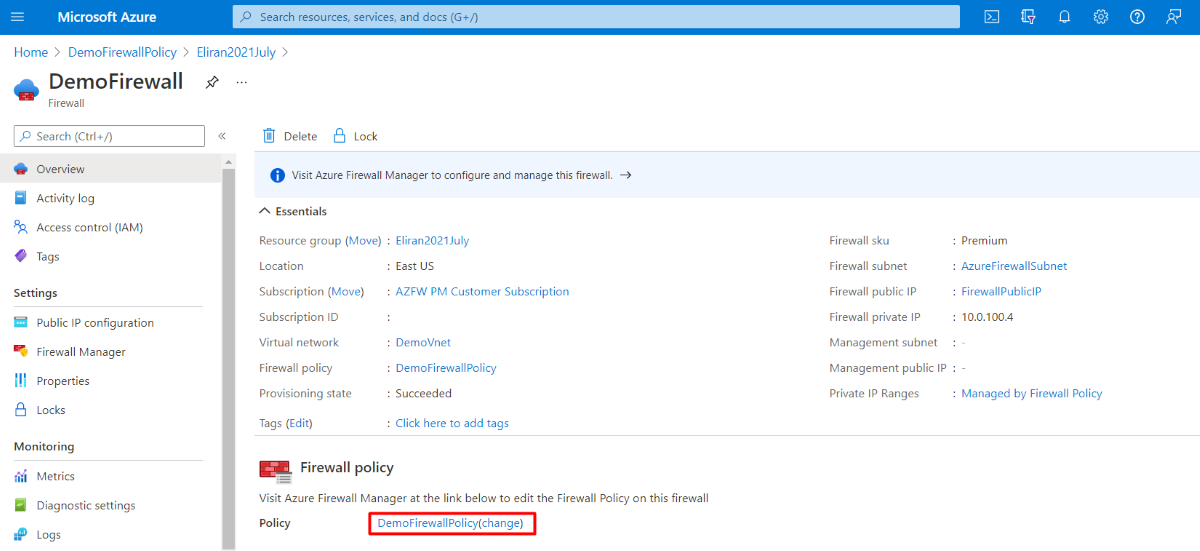 Microsoft Azure
Search resources, services, and docs (G+/)
Home > DemoFirewallPolicy > Eliran2021July >
DemoFirewall
...
Firewall
Search (Ctrl+/)
«
Overview
Activity log
Access control (IAM)
Tags
Settings
Public IP configuration
Firewall Manager
Properties
Locks
Monitoring
Metrics
Diagnostic settings
Logs
Delete
Lock
Visit Azure Firewall Manager to configure and manage this firewall. →
Essentials
Resource group (Move) : Eliran2021July
Location : East US
Subscription (Move) : AZFW PM Customer Subscription
Subscription ID :
Virtual network : DemoVnet
Firewall policy : DemoFirewallPolicy
Provisioning state : Succeeded
Tags (Edit) : Click here to add tags
Firewall sku : Premium
Firewall subnet : AzureFirewallSubnet
Firewall public IP : FirewallPublicIP
Firewall private IP : 10.0.100.4
Management subnet : -
Management public IP : -
Private IP Ranges : Managed by Firewall Policy
Firewall policy
Visit Azure Firewall Manager at the link below to edit the Firewall Policy on this firewall
Policy DemoFirewallPolicy(change)